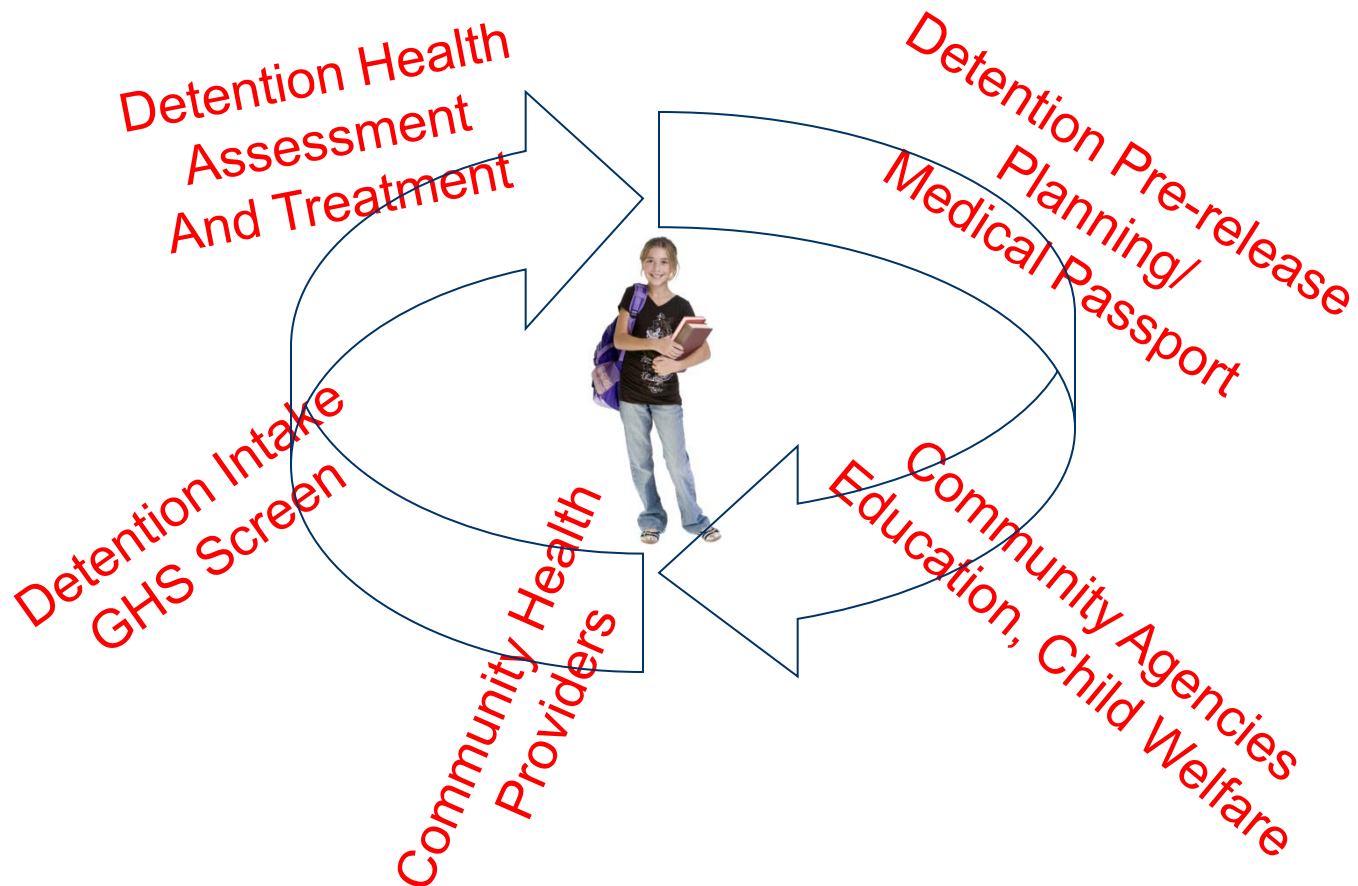 Detention Health
Assessment
And Treatment
Detention Pre-release
Planning/
Medical Passport
Community Agencies
Education, Child Welfare
Community Health
Providers
Detention Intake
GHS Screen